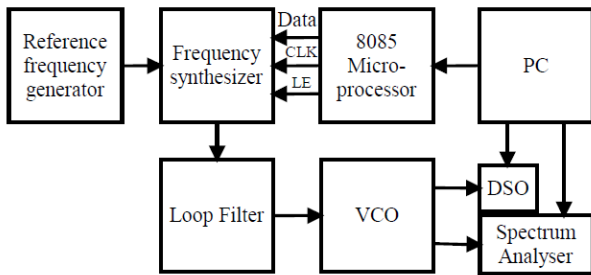 Reference
frequency
generator
Frequency
synthesizer
Data
CLK
LE
8085
Micro-
processor
PC
Loop Filter
VCO
DSO
Spectrum
Analyser